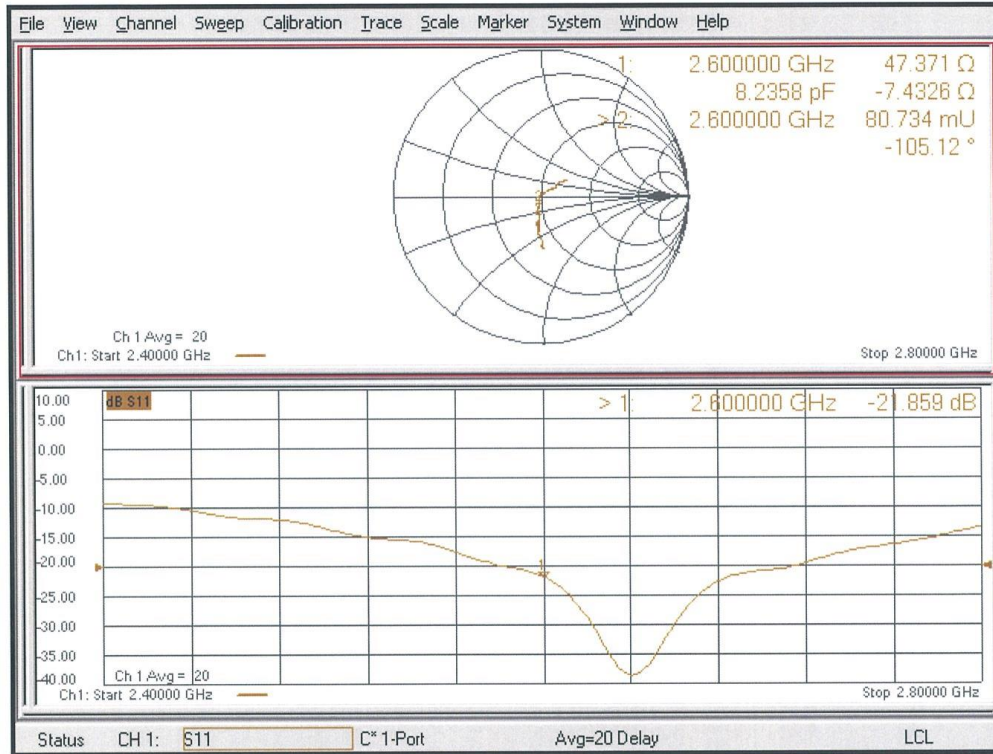 File View Channel Sweep Calibration Trace Scale Marker System Window Help
1: 2.600000 GHz 47.371 Ω
8.2358 pF -7.4326 Ω
> 2: 2.600000 GHz 80.734 mU
-105.12 °
Ch 1 Avg = 20
Ch1: Start 2.40000 GHz Stop 2.80000 GHz
10.00 dB S11 > 1: 2.600000 GHz -21.859 dB
5.00
0.00
-5.00
-10.00
-15.00
-20.00
-25.00
-30.00
-35.00
-40.00
1
Ch 1 Avg = 20
Ch1: Start 2.40000 GHz Stop 2.80000 GHz
Status CH 1: S11 C* 1-Port Avg=20 Delay LCL